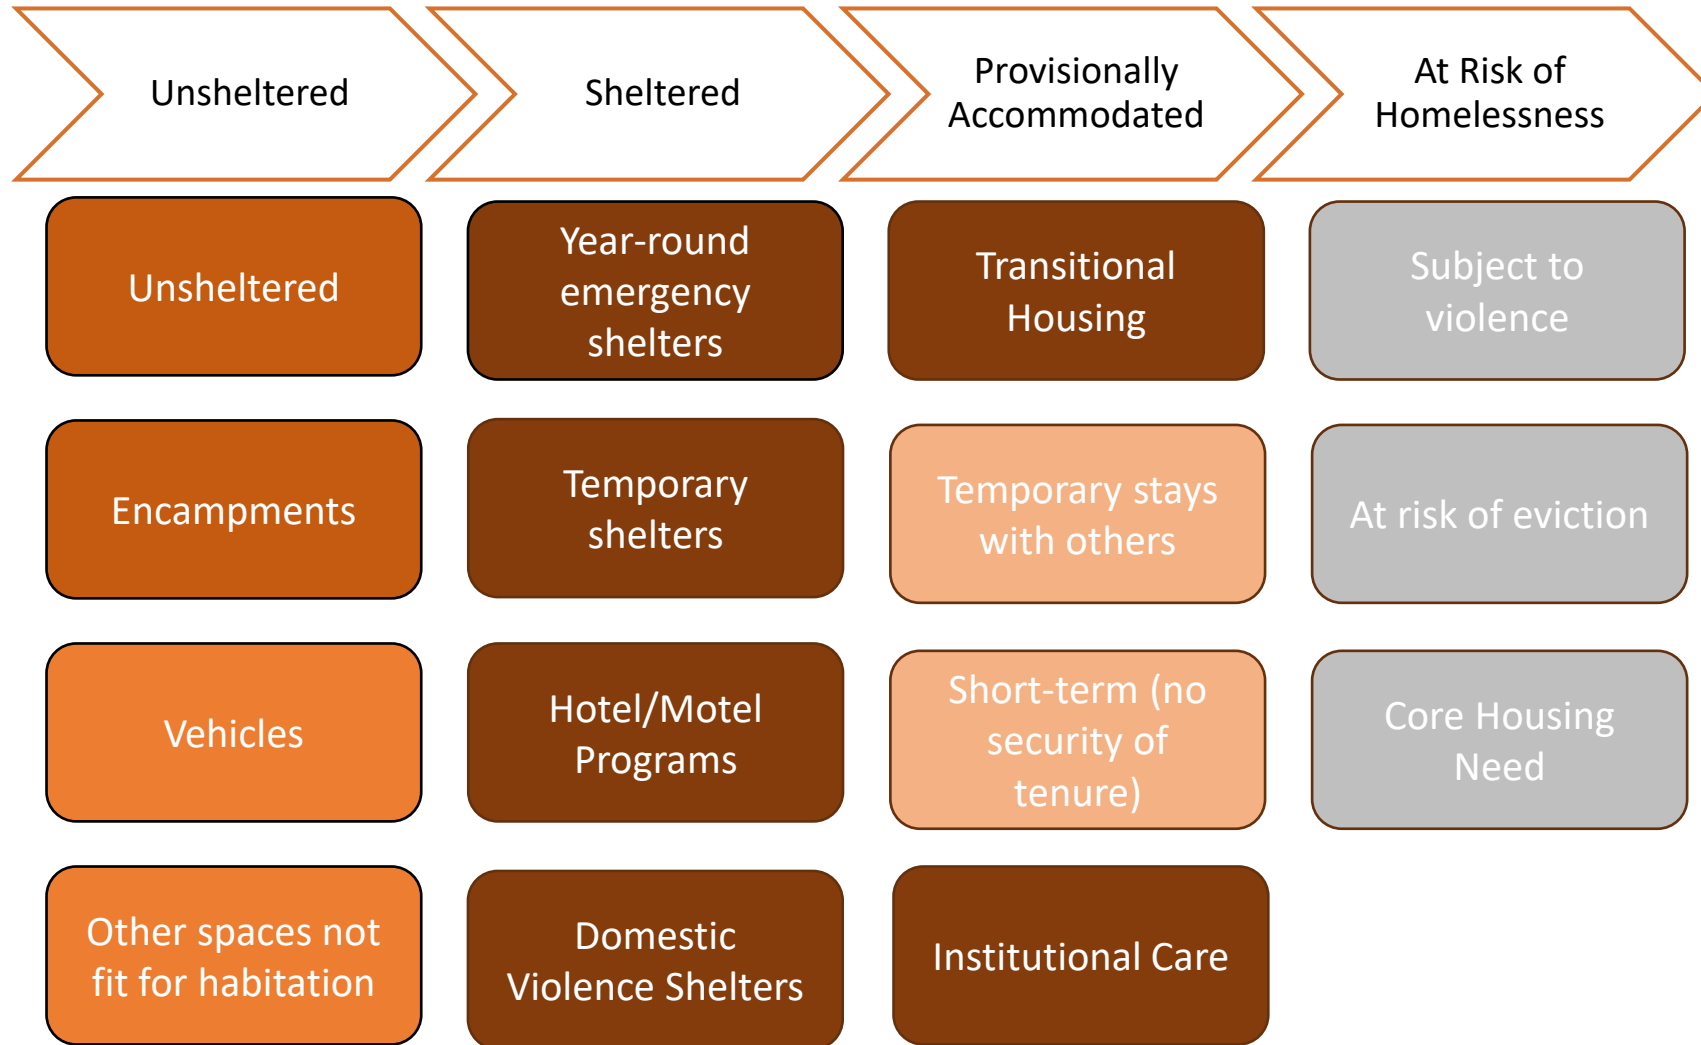 Unsheltered
Sheltered
Provisionally
Accommodated
At Risk of
Homelessness
Unsheltered
Year-round
emergency
shelters
Transitional
Housing
Subject to
violence
Encampments
Temporary
shelters
Temporary stays
with others
At risk of eviction
Vehicles
Hotel/Motel
Programs
Short-term (no
security of
tenure)
Core Housing
Need
Other spaces not
fit for habitation
Domestic
Violence Shelters
Institutional Care